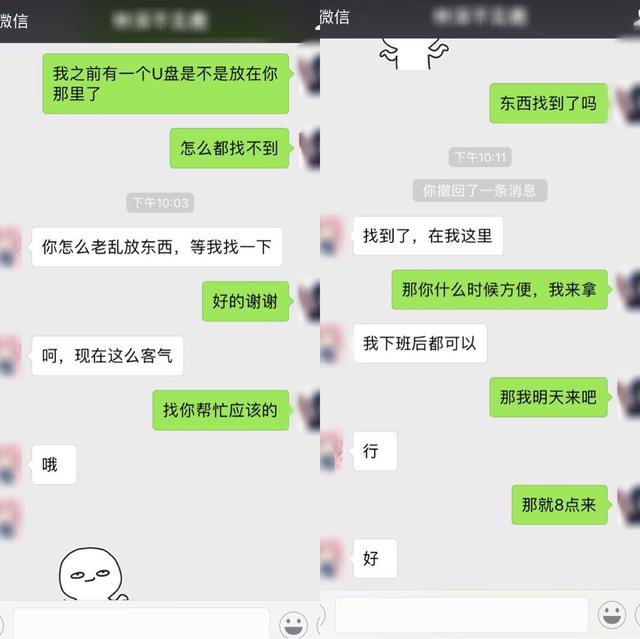 微信
我之前有一个U盘是不是放在你
那里了
怎么都找不到
下午10:03
你怎么老乱放东西，等我找一下
好的谢谢
呵，现在这么客气
找你帮忙应该的
哦
微信
东西找到了吗
下午10:11
你撤回了一条消息
找到了，在我这里
那你什么时候方便，我来拿
我下班后都可以
那我明天来吧
行
那就8点来
好